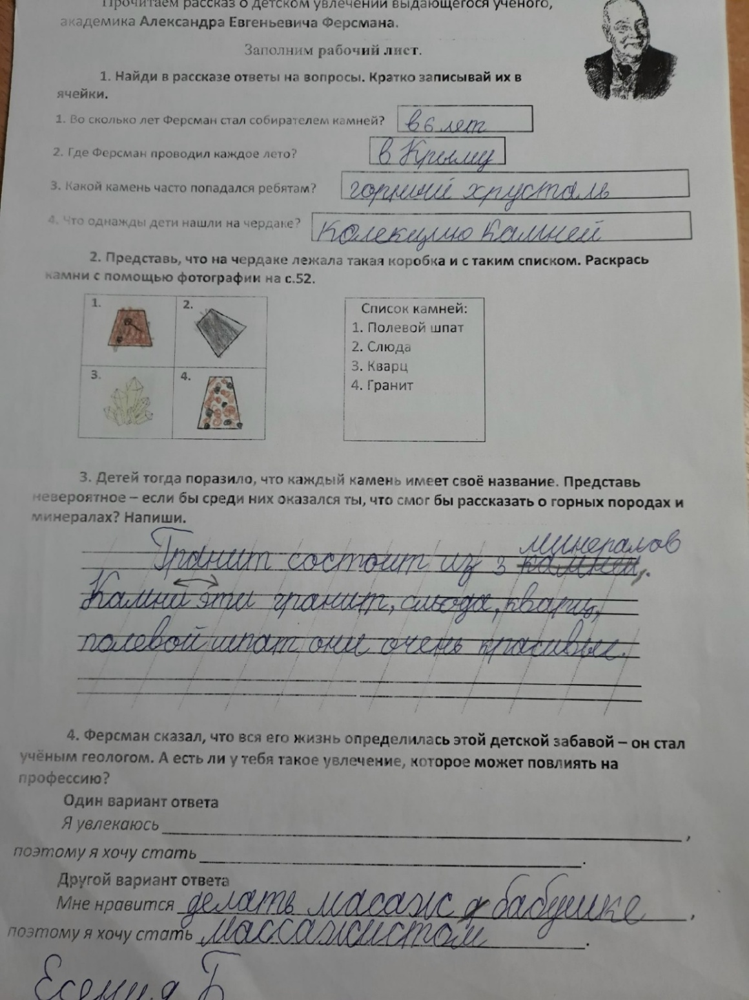 Прочитаем рассказ о детском увлечении выдающегося учёного,
академика Александра Евгеньевича Ферсмана.
Заполним рабочий лист.
1. Найди в рассказе ответы на вопросы. Кратко записывай их в
ячейки.
1. Во сколько лет Ферсман стал собирателем камней? в 6 лет
2. Где Ферсман проводил каждое лето? в Крыму
3. Какой камень часто попадался ребятам? горный хрусталь
4. Что однажды дети нашли на чердаке? Колекцию камней
2. Представь, что на чердаке лежала такая коробка и с таким списком. Раскрась
камни с помощью фотографии на с.52.
1. 2.
3. 4.
Список камней:
1. Полевой шпат
2. Слюда
3. Кварц
4. Гранит
3. Детей тогда поразило, что каждый камень имеет своё название. Представь
невероятное – если бы среди них оказался ты, что смог бы рассказать о горных породах и
минералах? Напиши.
минералов
Гранит состоит из 3 камней.
Камни эти гранит, слюда, кварц,
полевой шпат они очень красивые.
4. Ферсман сказал, что вся его жизнь определилась этой детской забавой – он стал
учёным геологом. А есть ли у тебя такое увлечение, которое может повлиять на
профессию?
Один вариант ответа
Я увлекаюсь ,
поэтому я хочу стать .
Другой вариант ответа
Мне нравится делать масаж бабушке ,
поэтому я хочу стать массажистом .
Есения Б